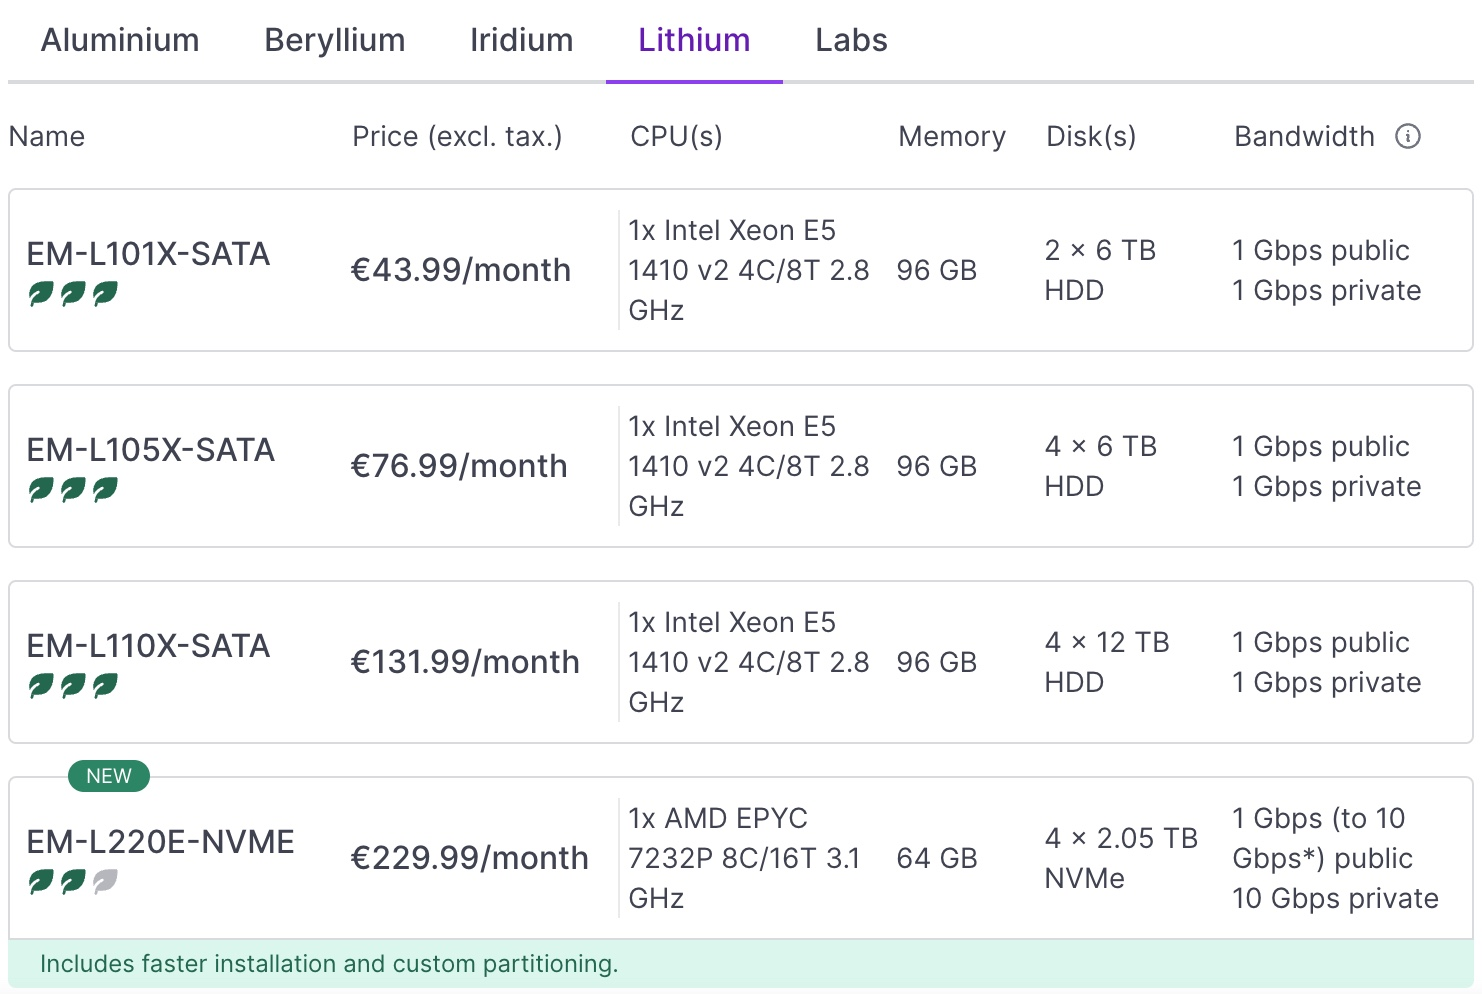 Aluminium Beryllium Iridium Lithium Labs
Name Price (excl. tax.) CPU(s) Memory Disk(s) Bandwidth
EM-L101X-SATA
€43.99/month
1x Intel Xeon E5
1410 v2 4C/8T 2.8
GHz
96 GB
2 × 6 TB
HDD
1 Gbps public
1 Gbps private
EM-L105X-SATA
€76.99/month
1x Intel Xeon E5
1410 v2 4C/8T 2.8
GHz
96 GB
4 × 6 TB
HDD
1 Gbps public
1 Gbps private
EM-L110X-SATA
€131.99/month
1x Intel Xeon E5
1410 v2 4C/8T 2.8
GHz
96 GB
4 × 12 TB
HDD
1 Gbps public
1 Gbps private
NEW
EM-L220E-NVME
€229.99/month
1x AMD EPYC
7232P 8C/16T 3.1
GHz
64 GB
4 × 2.05 TB
NVMe
1 Gbps (to 10
Gbps*) public
10 Gbps private
Includes faster installation and custom partitioning.